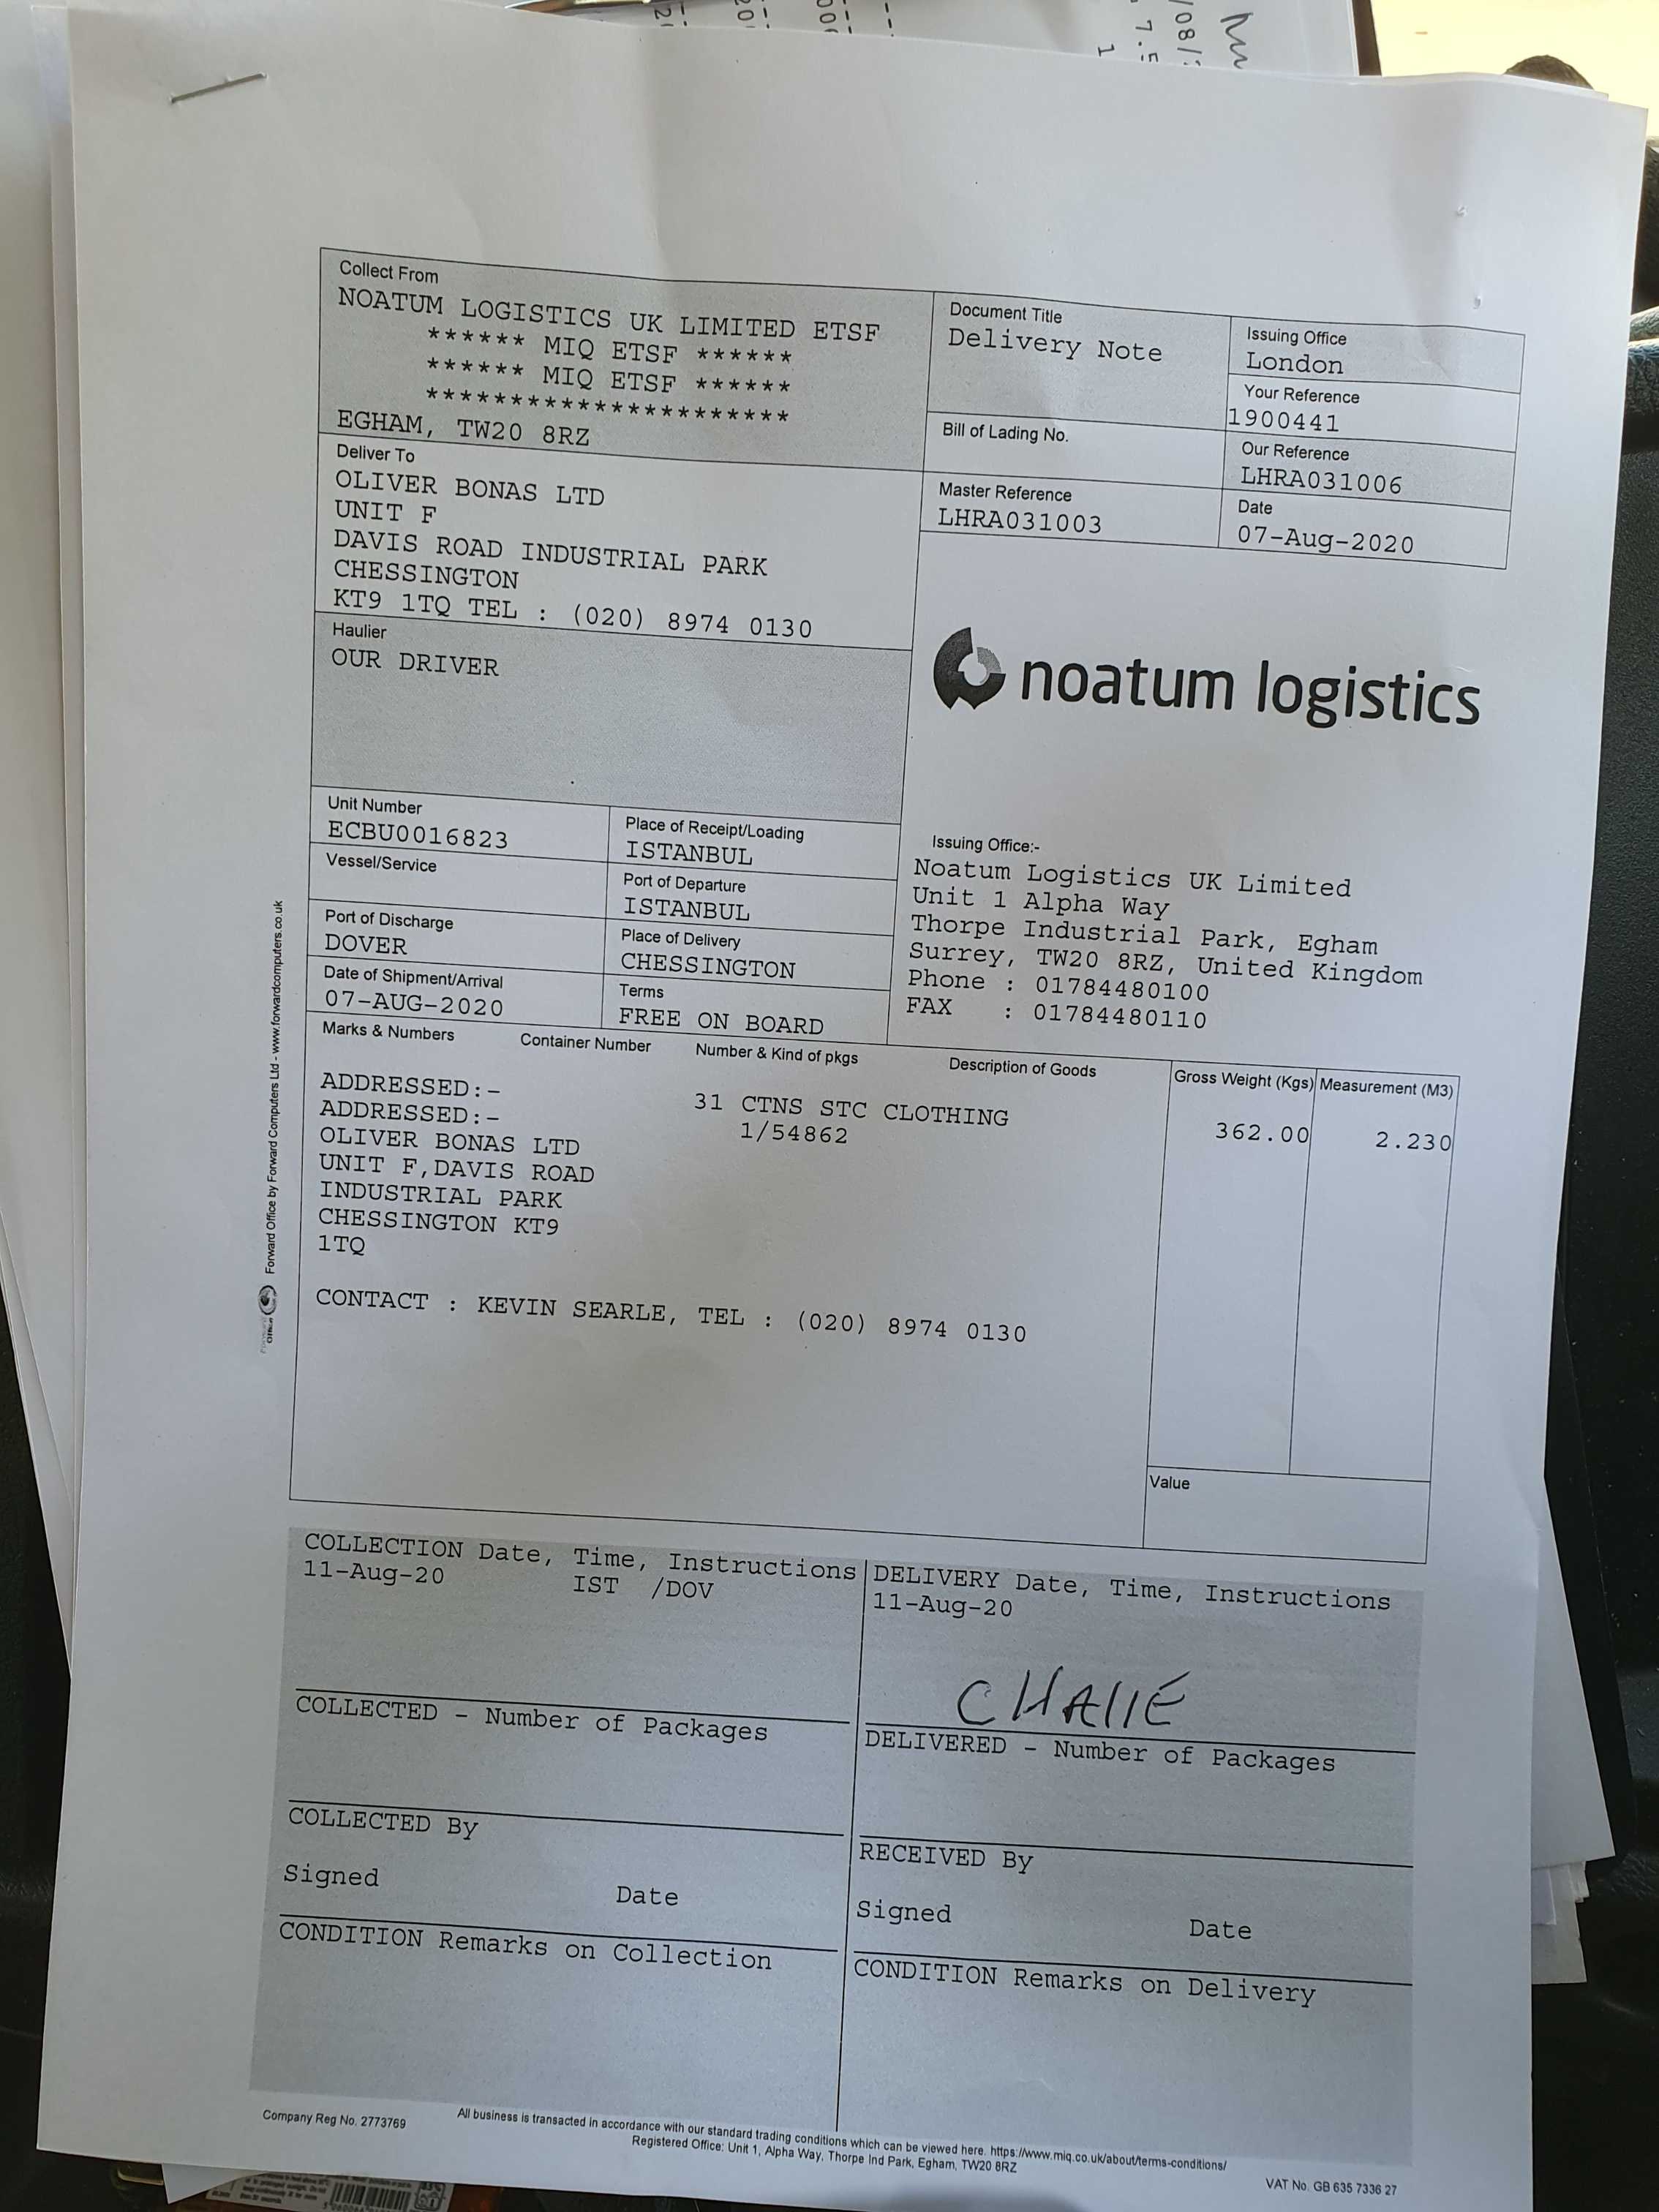 Collect From
NOATUM LOGISTICS UK LIMITED ETSF
****** MIQ ETSF ******
****** MIQ ETSF ******
**********************
EGHAM, TW20 8RZ
Document Title
Delivery Note
Issuing Office
London
Your Reference
1900441
Bill of Lading No.
Our Reference
LHRA031006
Master Reference
LHRA031003
Date
07-Aug-2020
Deliver To
OLIVER BONAS LTD
UNIT F
DAVIS ROAD INDUSTRIAL PARK
CHESSINGTON
KT9 1TQ TEL : (020) 8974 0130
Haulier
OUR DRIVER
noatum logistics
Unit Number
ECBU0016823
Place of Receipt/Loading
ISTANBUL
Vessel/Service
Port of Departure
ISTANBUL
Port of Discharge
DOVER
Place of Delivery
CHESSINGTON
Date of Shipment/Arrival
07-AUG-2020
Terms
FREE ON BOARD
Issuing Office:-
Noatum Logistics UK Limited
Unit 1 Alpha Way
Thorpe Industrial Park, Egham
Surrey, TW20 8RZ, United Kingdom
Phone : 01784480100
FAX : 01784480110
Marks & Numbers Container Number Number & Kind of pkgs Description of Goods Gross Weight (Kgs) Measurement (M3)
ADDRESSED:-
ADDRESSED:- 31 CTNS STC CLOTHING 362.00 2.230
OLIVER BONAS LTD 1/54862
UNIT F,DAVIS ROAD
INDUSTRIAL PARK
CHESSINGTON KT9
1TQ
CONTACT : KEVIN SEARLE, TEL : (020) 8974 0130
Value
Forward Office by Forward Computers Ltd - www.forwardcomputers.co.uk
COLLECTION Date, Time, Instructions
11-Aug-20 IST /DOV
DELIVERY Date, Time, Instructions
11-Aug-20
COLLECTED - Number of Packages
DELIVERED - Number of Packages
COLLECTED By
RECEIVED By
Signed Date
Signed Date
CONDITION Remarks on Collection
CONDITION Remarks on Delivery
Company Reg No. 2773769
All business is transacted in accordance with our standard trading conditions which can be viewed here. https://www.miq.co.uk/about/terms-conditions/
Registered Office: Unit 1, Alpha Way, Thorpe Ind Park, Egham, TW20 8RZ
VAT No. GB 635 7336 27